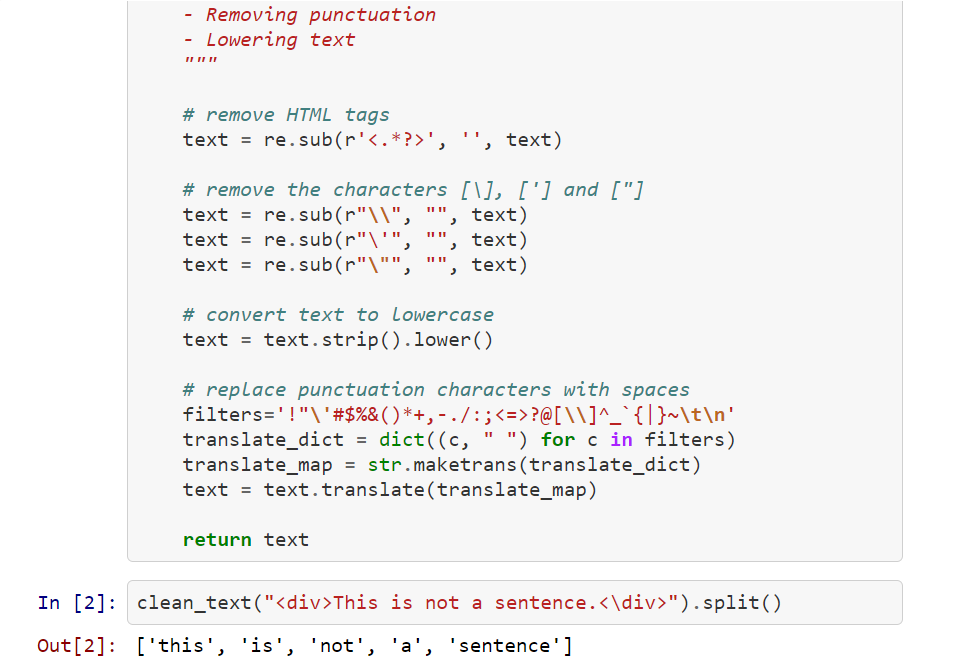 - Removing punctuation
- Lowering text
"""
# remove HTML tags
text = re.sub(r'<.*?>', '', text)
# remove the characters [\], ['] and ["]
text = re.sub(r"\\", "", text)
text = re.sub(r"\'", "", text)
text = re.sub(r"\"", "", text)
# convert text to lowercase
text = text.strip().lower()
# replace punctuation characters with spaces
filters='!"\'#$%&()*+,-./:;<=>?@[\\]^_`{|}~\t\n'
translate_dict = dict((c, " ") for c in filters)
translate_map = str.maketrans(translate_dict)
text = text.translate(translate_map)
return text
In [2]: clean_text("<div>This is not a sentence.<\div>").split()
Out[2]: ['this', 'is', 'not', 'a', 'sentence']